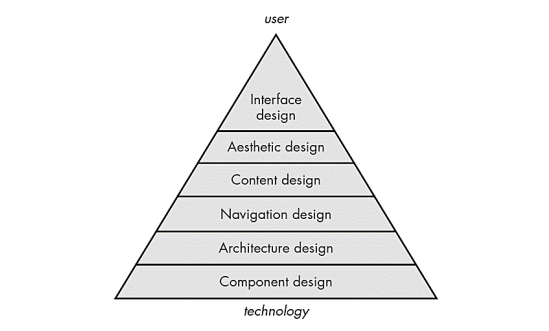 user
Interface
design
Aesthetic design
Content design
Navigation design
Architecture design
Component design
technology